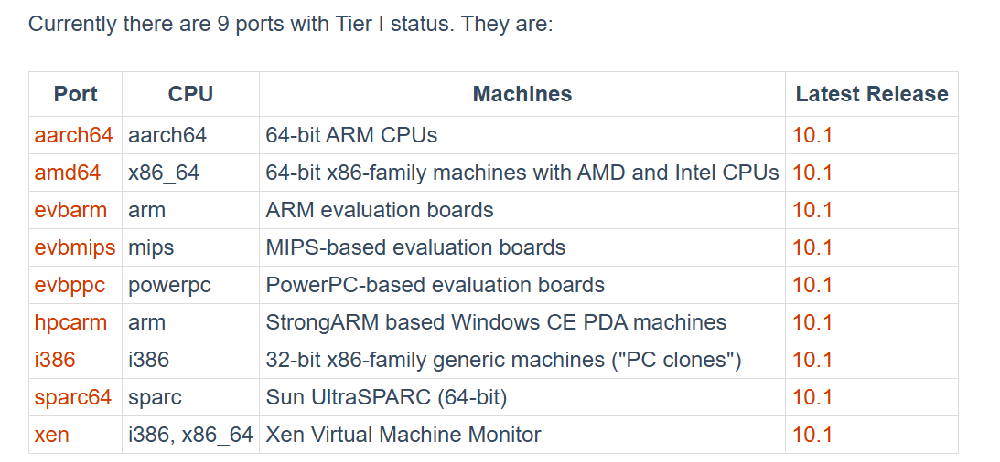 Currently there are 9 ports with Tier I status. They are:
Port CPU Machines Latest Release
aarch64 aarch64 64-bit ARM CPUs 10.1
amd64 x86_64 64-bit x86-family machines with AMD and Intel CPUs 10.1
evbarm arm ARM evaluation boards 10.1
evbmips mips MIPS-based evaluation boards 10.1
evbppc powerpc PowerPC-based evaluation boards 10.1
hpcarm arm StrongARM based Windows CE PDA machines 10.1
i386 i386 32-bit x86-family generic machines ("PC clones") 10.1
sparc64 sparc Sun UltraSPARC (64-bit) 10.1
xen i386, x86_64 Xen Virtual Machine Monitor 10.1